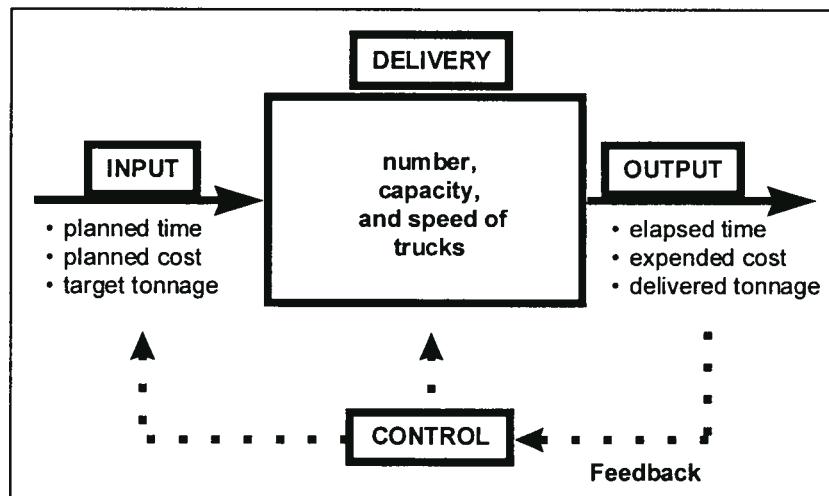 DELIVERY
INPUT
number,
capacity,
and speed of
trucks
OUTPUT
• planned time
• planned cost
• target tonnage
• elapsed time
• expended cost
• delivered tonnage
CONTROL
Feedback